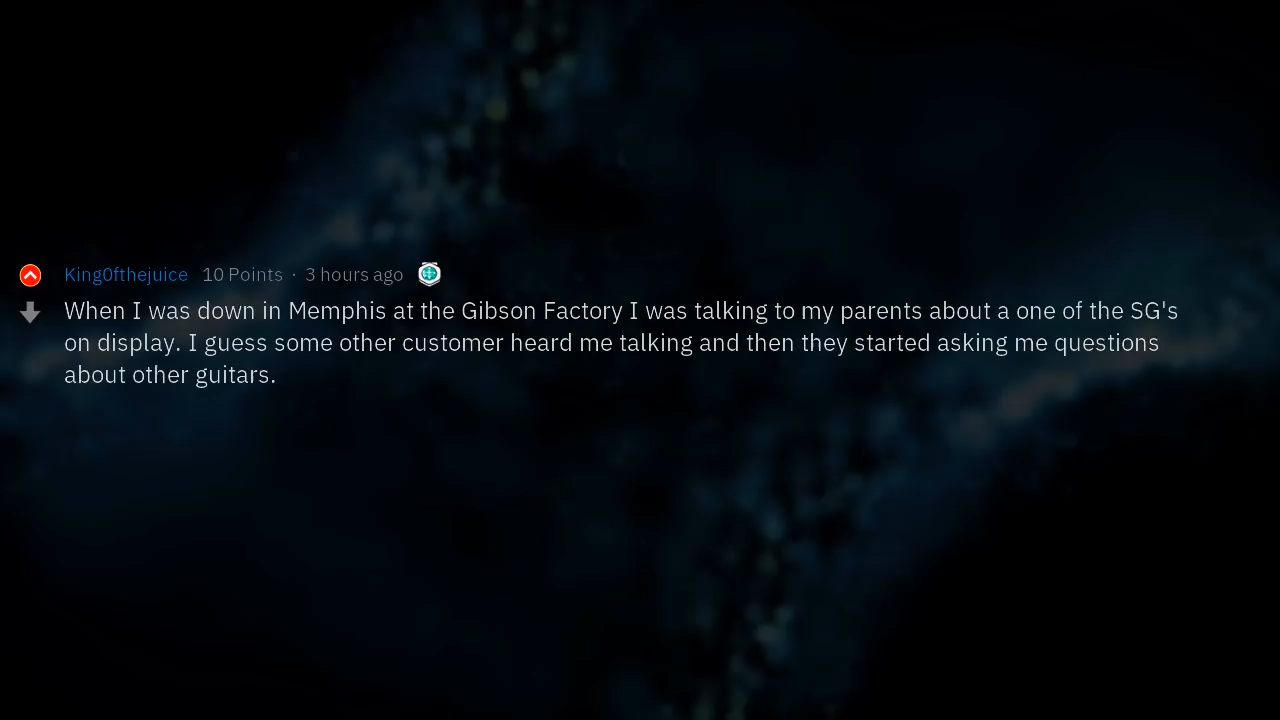 King0fthejuice 10 Points · 3 hours ago
When I was down in Memphis at the Gibson Factory I was talking to my parents about a one of the SG's
on display. I guess some other customer heard me talking and then they started asking me questions
about other guitars.